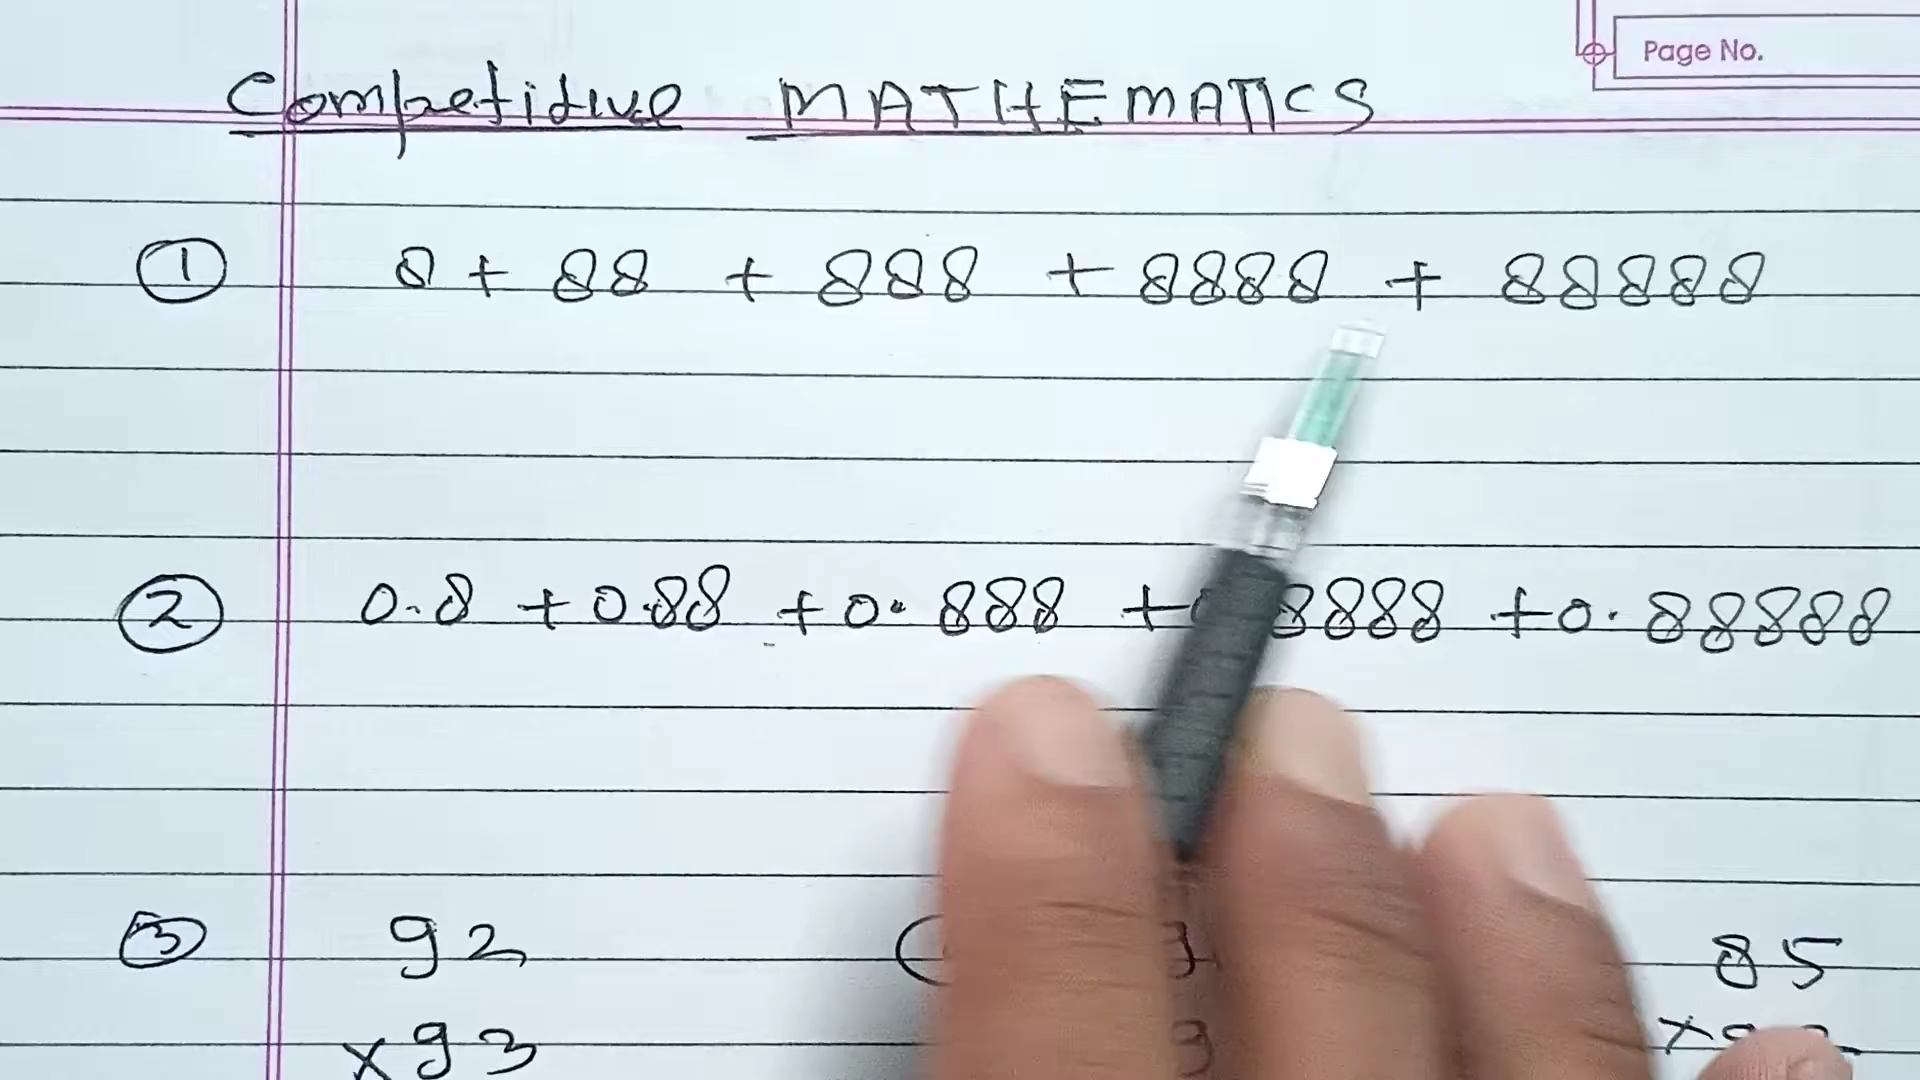 Page No.
Competitive MATHEMATICS
① 8 + 88 + 888 + 8888 + 88888
② 0.8 + 0.88 + 0.888 + 8888 + 0.88888
③ 92 85
×93 ×